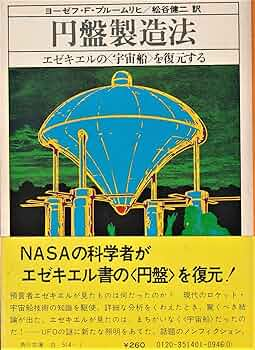 ヨーゼフ・F・ブルームリヒ／松谷健二 訳
円盤製造法
エゼキエルの〈宇宙船〉を復元する
NASAの科学者が
エゼキエル書の〈円盤〉を復元！
預言者エゼキエルが見たものは何だったのか？ 現代のロケット・
宇宙船技術の知識を駆使、詳細な分析をくわえたとき、驚くべき結
論が出た。エゼキエルの見たものは、まちがいなく〈宇宙船〉だったの
だ！——UFOの謎に新たな照明をあてた、話題のノンフィクション。
角川文庫 白
￥260
0120-351401-0946(0)